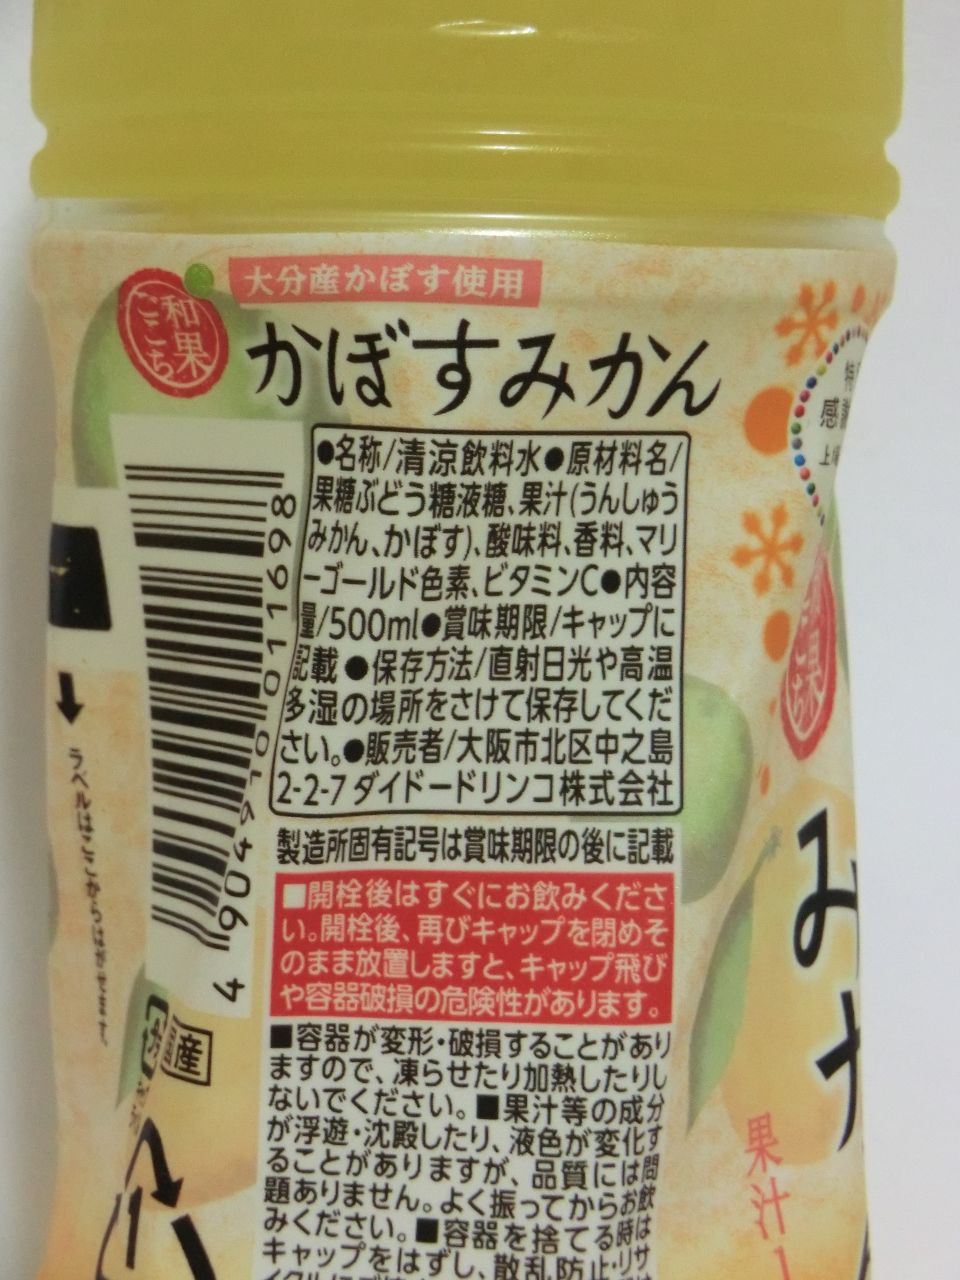 大分産かぼす使用
和果ごこち
かぼすみかん
●名称/清涼飲料水●原材料名/
果糖ぶどう糖液糖、果汁(うんしゅう
みかん、かぼす)、酸味料、香料、マリ
ーゴールド色素、ビタミンC●内容
量/500ml●賞味期限/キャップに
記載●保存方法/直射日光や高温
多湿の場所をさけて保存してくだ
さい。●販売者/大阪市北区中之島
2-2-7 ダイドードリンコ株式会社
製造所固有記号は賞味期限の後に記載
■開栓後はすぐにお飲みくださ
い。開栓後、再びキャップを閉めそ
のまま放置しますと、キャップ飛び
や容器破損の危険性があります。
■容器が変形・破損することがあり
ますので、凍らせたり加熱したりし
ないでください。■果汁等の成分
が浮遊・沈殿したり、液色が変化す
ることがありますが、品質には問
題ありません。よく振ってからお飲
みください。■容器を捨てる時は
キャップをはずし、散乱防止・リサ
4 904910 011698
ラベルはここからはがせます。
産
感
果ごこち
み
果汁